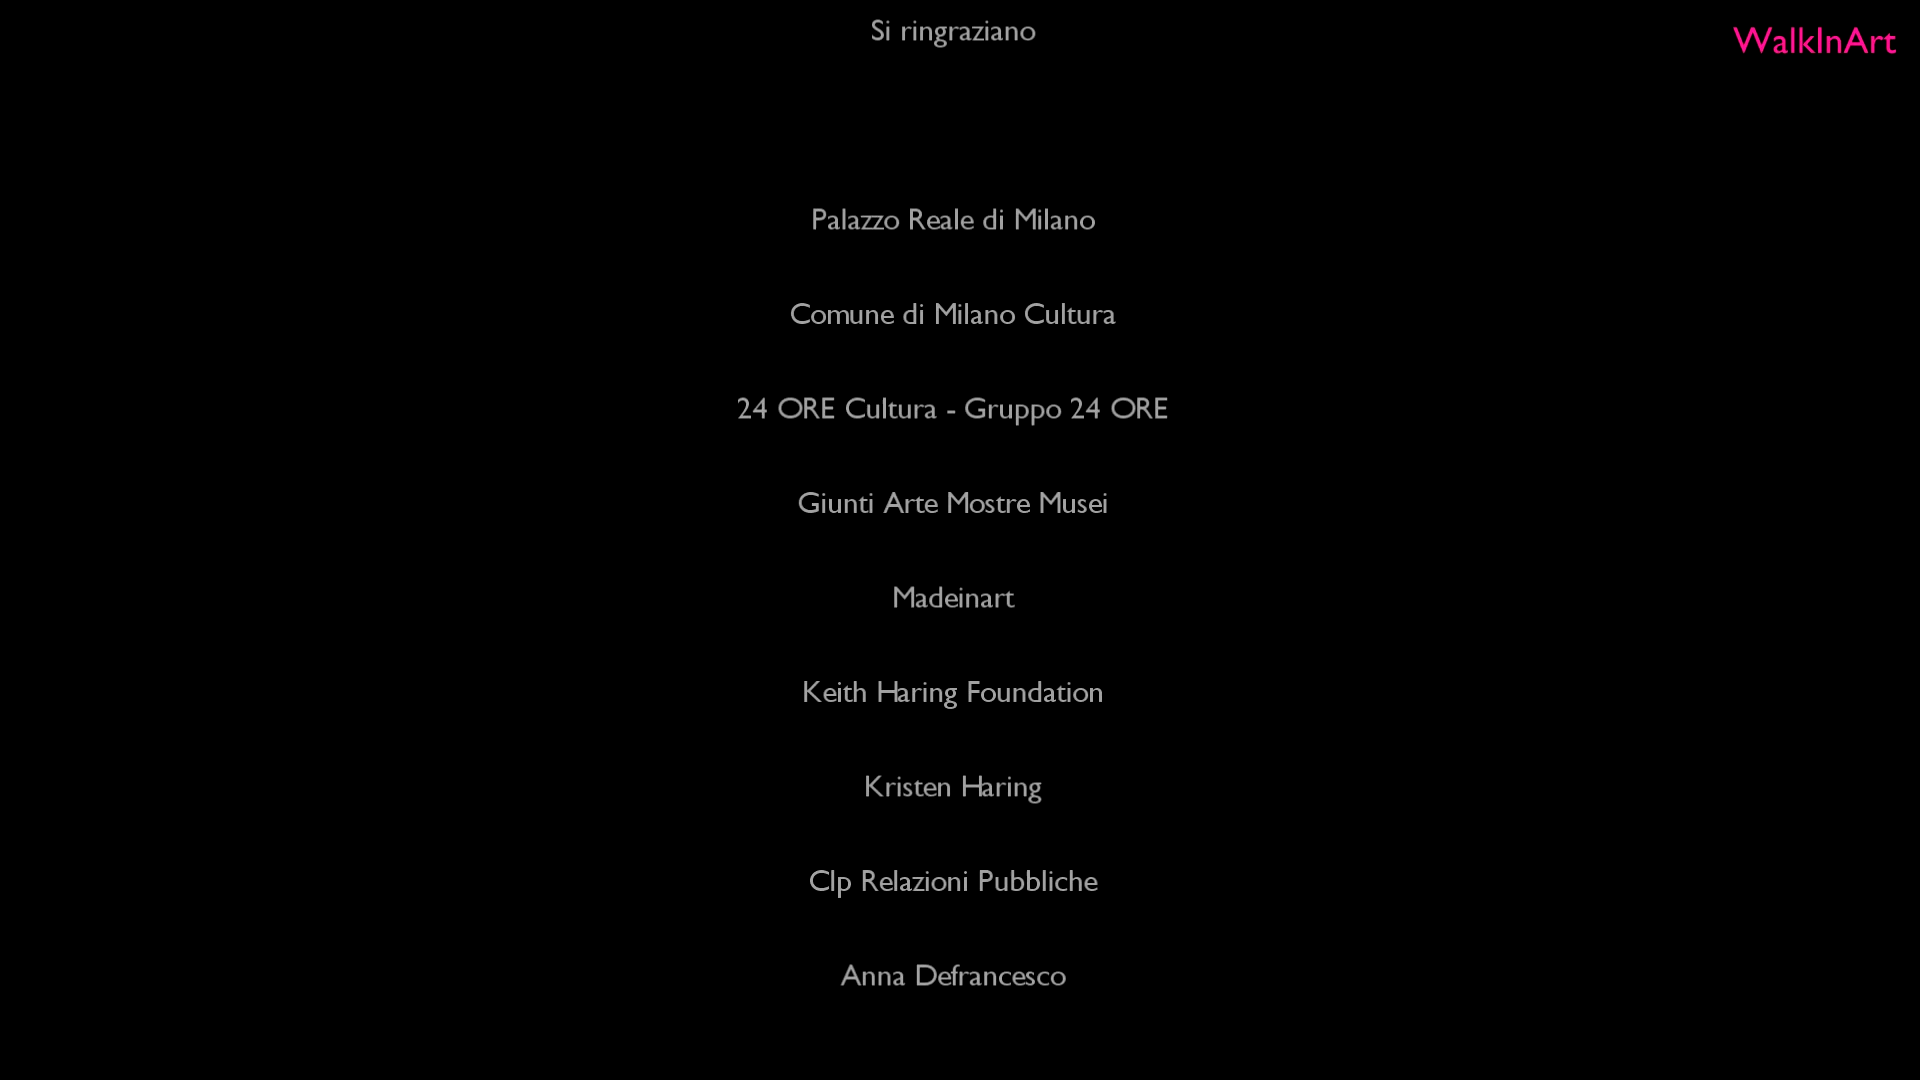 Si ringraziano
WalkInArt
Palazzo Reale di Milano
Comune di Milano Cultura
24 ORE Cultura - Gruppo 24 ORE
Giunti Arte Mostre Musei
Madeinart
Keith Haring Foundation
Kristen Haring
Clp Relazioni Pubbliche
Anna Defrancesco